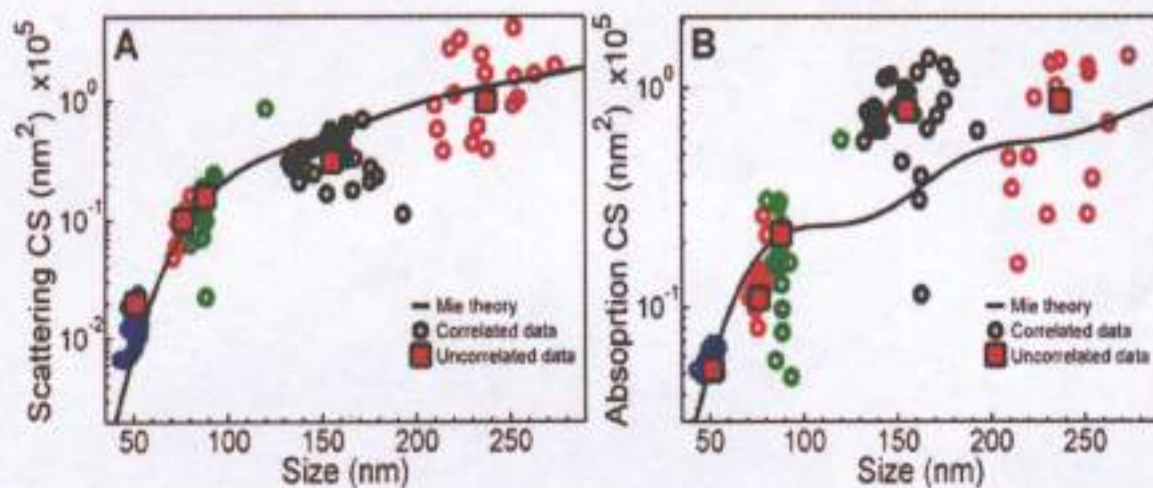 A
Scattering CS (nm²) x10⁵
10⁰
10⁻¹
10⁻²
Mie theory
Correlated data
Uncorrelated data
50 100 150 200 250
Size (nm)
B
Absoportion CS (nm²) x10⁵
10⁰
10⁻¹
Mie theory
Correlated data
Uncorrelated data
50 100 150 200 250
Size (nm)